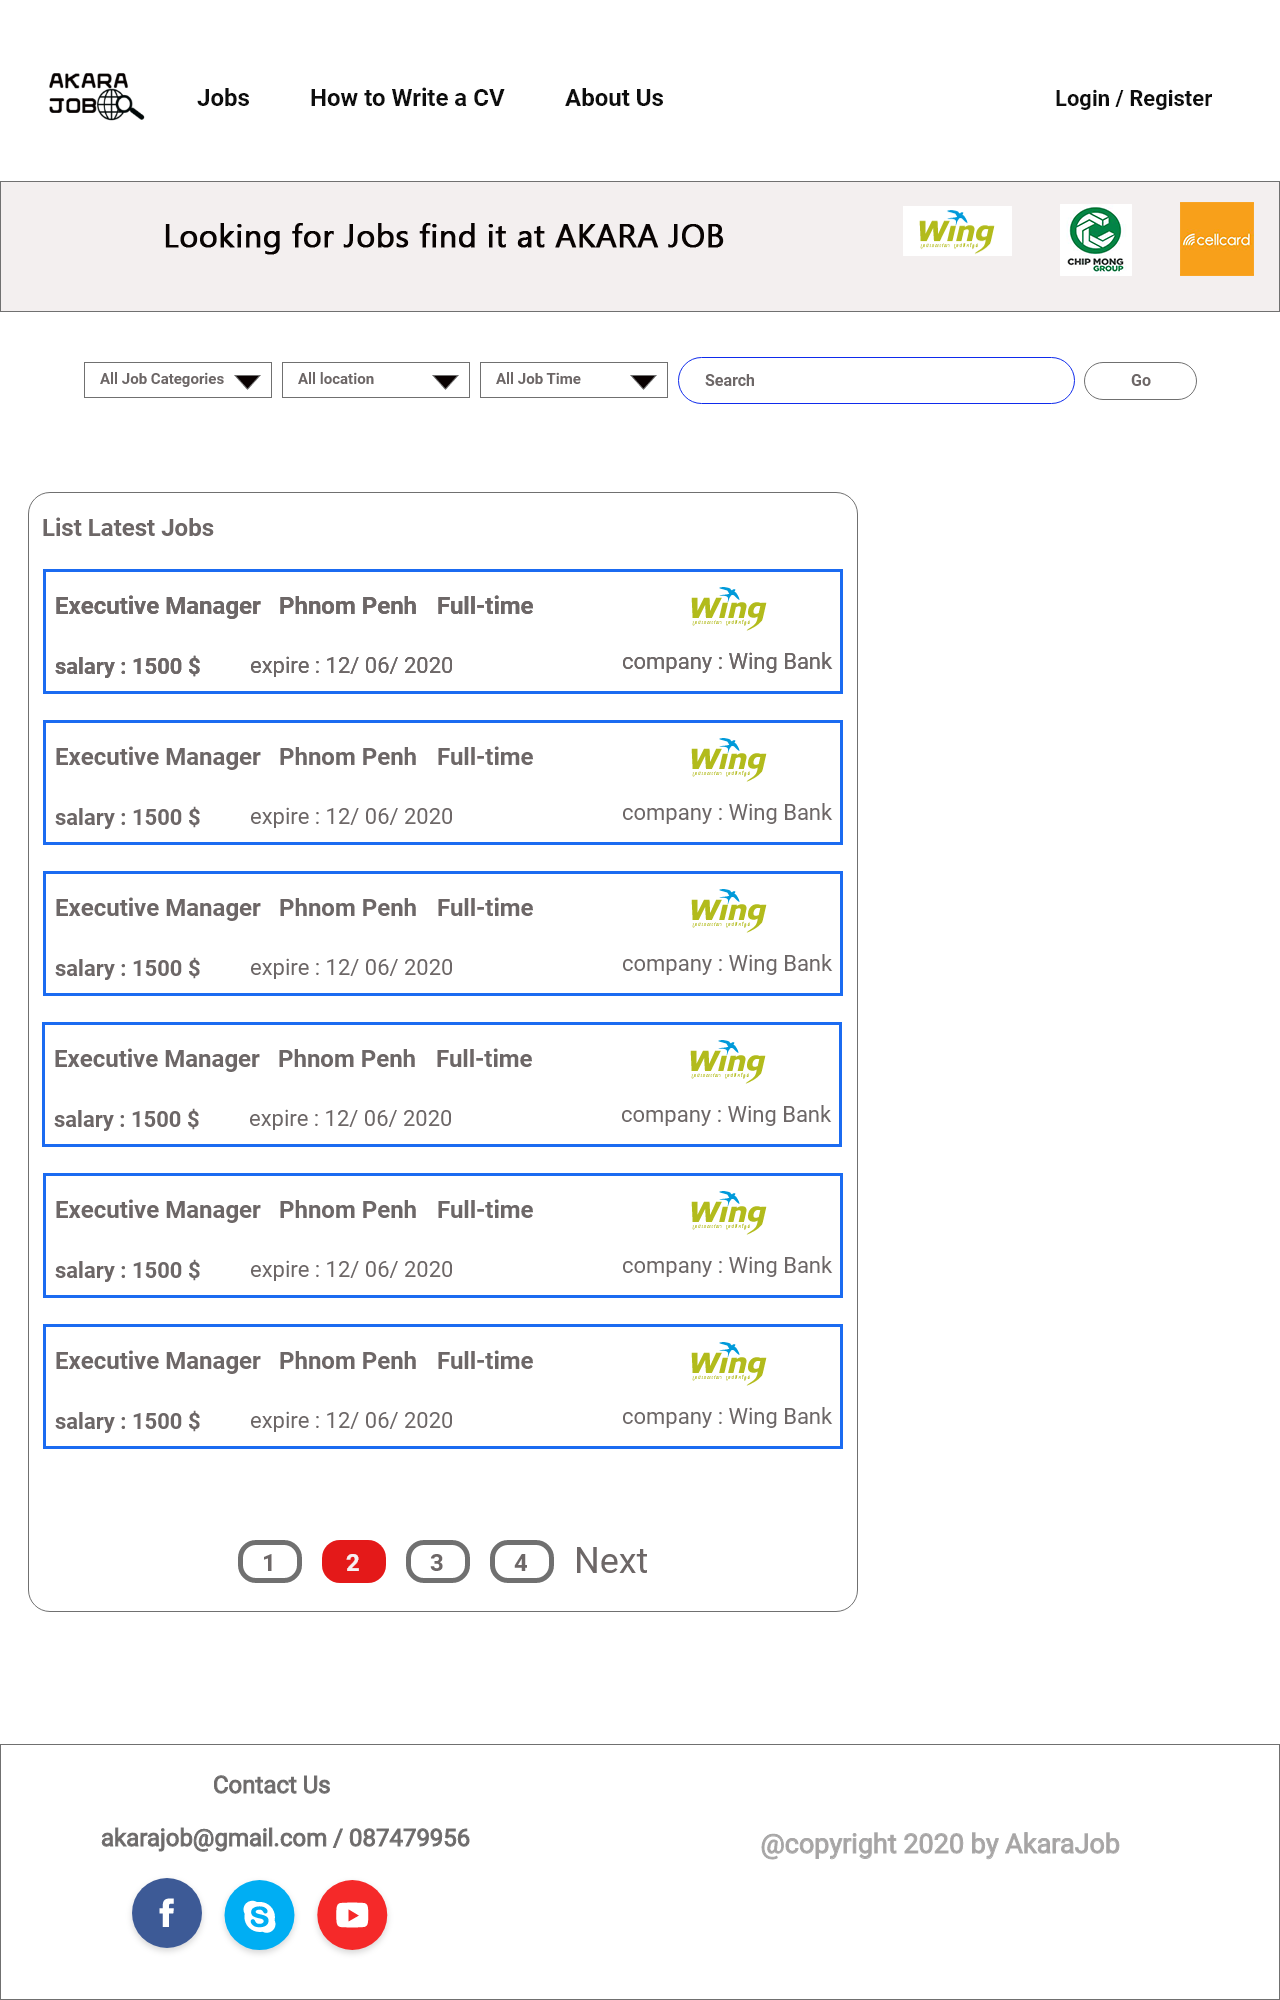 AKARA
JOB
Jobs
How to Write a CV
About Us
Login / Register
Looking for Jobs find it at AKARA JOB
Wing
CHIP MONG
GROUP
cellcard
All Job Categories
All location
All Job Time
Search
Go
List Latest Jobs
Executive Manager Phnom Penh Full-time
Wing
salary : 1500 $ expire : 12/ 06/ 2020 company : Wing Bank
Executive Manager Phnom Penh Full-time
Wing
salary : 1500 $ expire : 12/ 06/ 2020 company : Wing Bank
Executive Manager Phnom Penh Full-time
Wing
salary : 1500 $ expire : 12/ 06/ 2020 company : Wing Bank
Executive Manager Phnom Penh Full-time
Wing
salary : 1500 $ expire : 12/ 06/ 2020 company : Wing Bank
Executive Manager Phnom Penh Full-time
Wing
salary : 1500 $ expire : 12/ 06/ 2020 company : Wing Bank
Executive Manager Phnom Penh Full-time
Wing
salary : 1500 $ expire : 12/ 06/ 2020 company : Wing Bank
1 2 3 4 Next
Contact Us
akarajob@gmail.com / 087479956
@copyright 2020 by AkaraJob